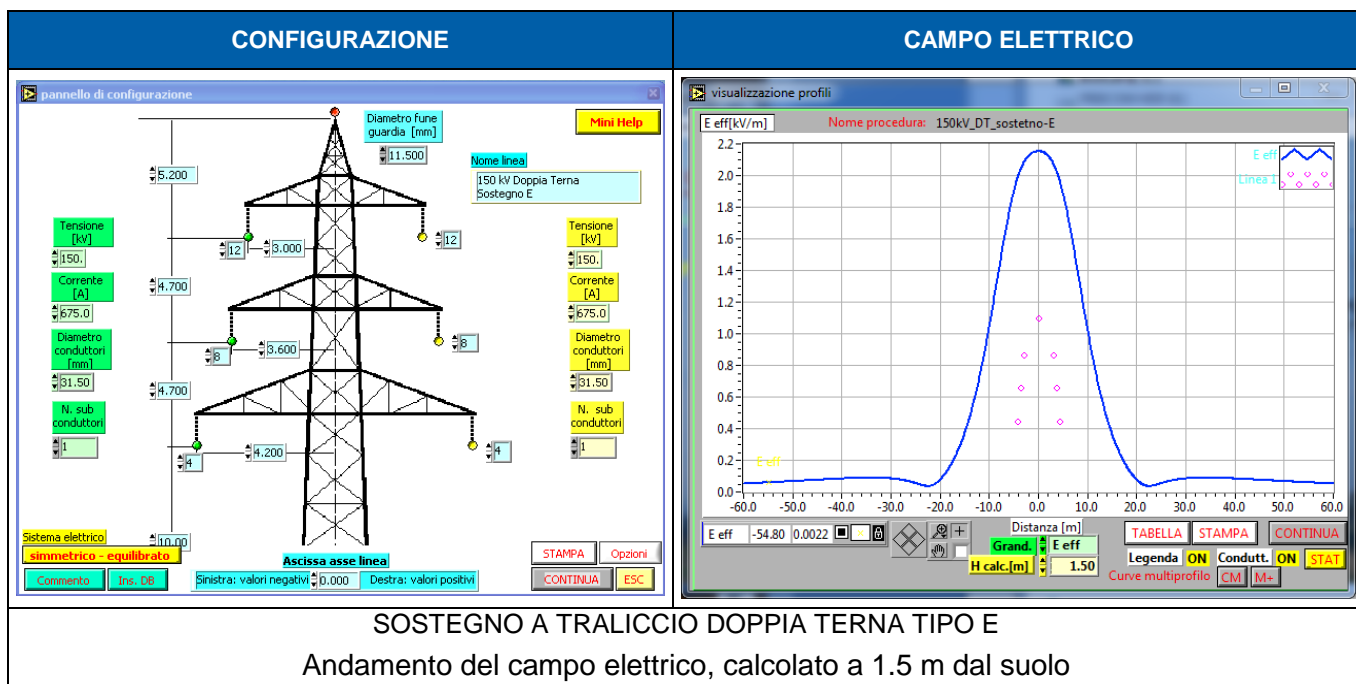 CONFIGURAZIONE
CAMPO ELETTRICO
pannello di configurazione
Diametro fune
guardia [mm]
11.500
Mini Help
Nome linea
150 kV Doppia Terna
Sostegno E
5.200
Tensione
[kV]
150.
12
3.000
12
Tensione
[kV]
150.
4.700
Corrente
[A]
675.0
Corrente
[A]
675.0
Diametro
conduttori
[mm]
31.50
8
3.600
8
Diametro
conduttori
[mm]
31.50
4.700
N. sub
conduttori
1
4
4.200
4
N. sub
conduttori
1
Sistema elettrico
simmetrico - equilibrato
10.00
Ascissa asse linea
Sinistra: valori negativi 0.000 Destra: valori positivi
Commento
Ins. DB
STAMPA
Opzioni
CONTINUA
ESC
visualizzazione profili
E eff[kV/m]
Nome procedura: 150kV_DT_sostetno-E
E eff
Linea 1
2.2
2.0
1.8
1.6
1.4
1.2
1.0
0.8
0.6
0.4
0.2
0.0
E eff
-60.0 -50.0 -40.0 -30.0 -20.0 -10.0 0.0 10.0 20.0 30.0 40.0 50.0 60.0
Distanza [m]
E eff -54.80 0.0022
Grand. E eff
H calc.[m] 1.50
TABELLA
STAMPA
CONTINUA
Legenda ON Condutt. ON STAT
Curve multiprofilo CM M+
SOSTEGNO A TRALICCIO DOPPIA TERNA TIPO E
Andamento del campo elettrico, calcolato a 1.5 m dal suolo